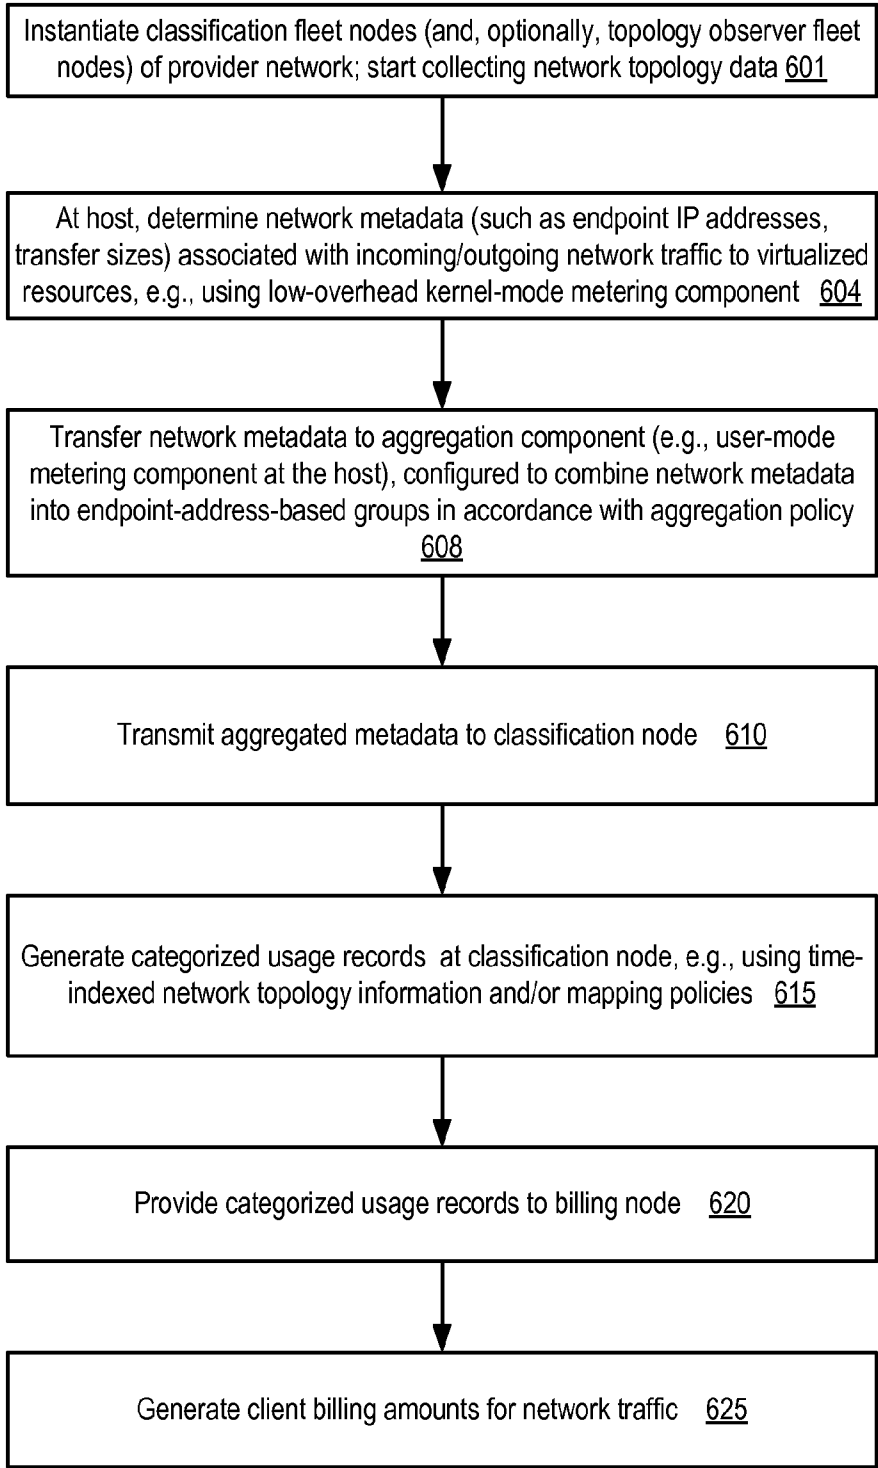 Instantiate classification fleet nodes (and, optionally, topology observer fleet
nodes) of provider network; start collecting network topology data 601
At host, determine network metadata (such as endpoint IP addresses,
transfer sizes) associated with incoming/outgoing network traffic to virtualized
resources, e.g., using low-overhead kernel-mode metering component 604
Transfer network metadata to aggregation component (e.g., user-mode
metering component at the host), configured to combine network metadata
into endpoint-address-based groups in accordance with aggregation policy
608
Transmit aggregated metadata to classification node 610
Generate categorized usage records at classification node, e.g., using time-
indexed network topology information and/or mapping policies 615
Provide categorized usage records to billing node 620
Generate client billing amounts for network traffic 625